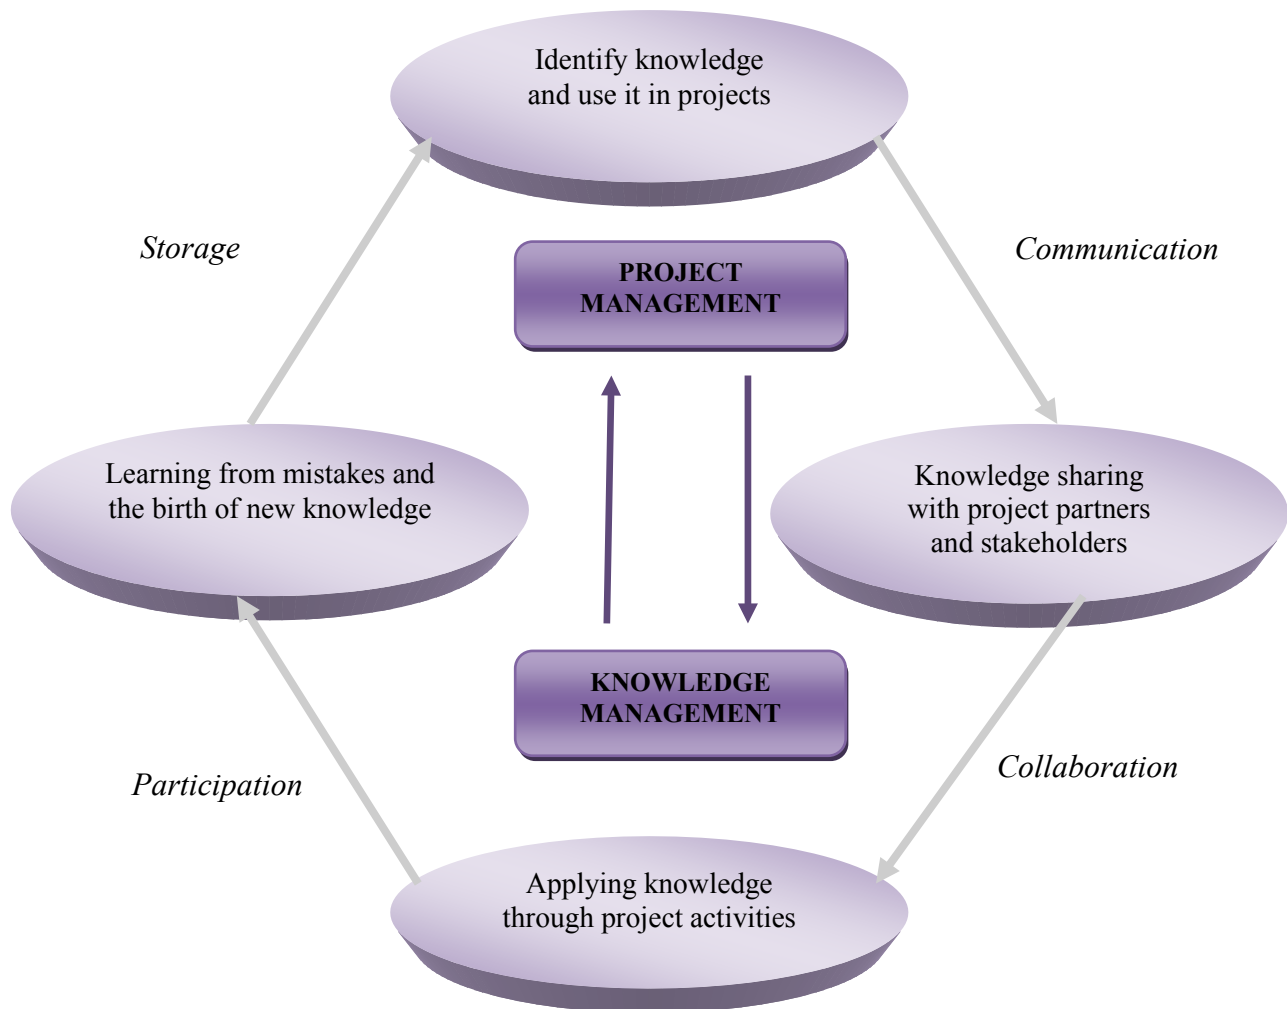 Identify knowledge
and use it in projects
Storage
Communication
PROJECT
MANAGEMENT
Learning from mistakes and
the birth of new knowledge
Knowledge sharing
with project partners
and stakeholders
KNOWLEDGE
MANAGEMENT
Participation
Collaboration
Applying knowledge
through project activities